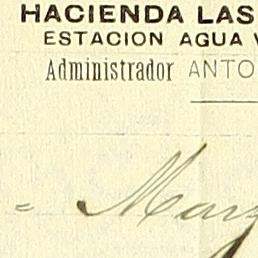 HACIENDA LAS
ESTACION AGUA
Administrador ANTO